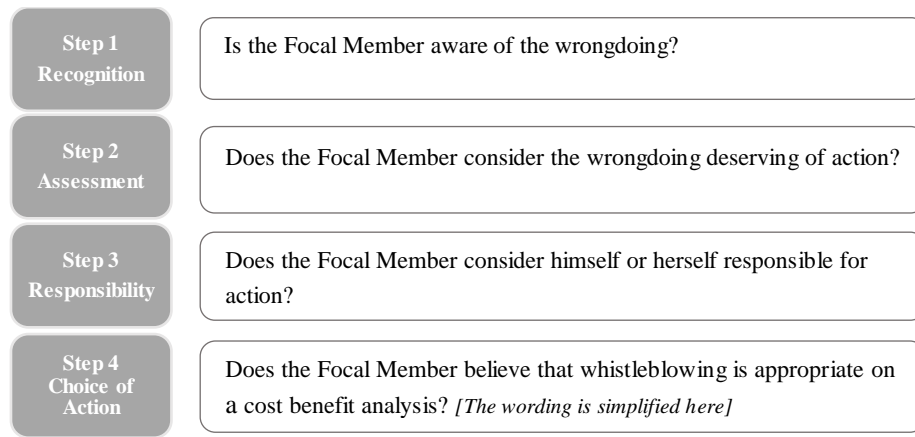 Step 1
Recognition
Is the Focal Member aware of the wrongdoing?
Step 2
Assessment
Does the Focal Member consider the wrongdoing deserving of action?
Step 3
Responsibility
Does the Focal Member consider himself or herself responsible for
action?
Step 4
Choice of
Action
Does the Focal Member believe that whistleblowing is appropriate on
a cost benefit analysis? [The wording is simplified here]